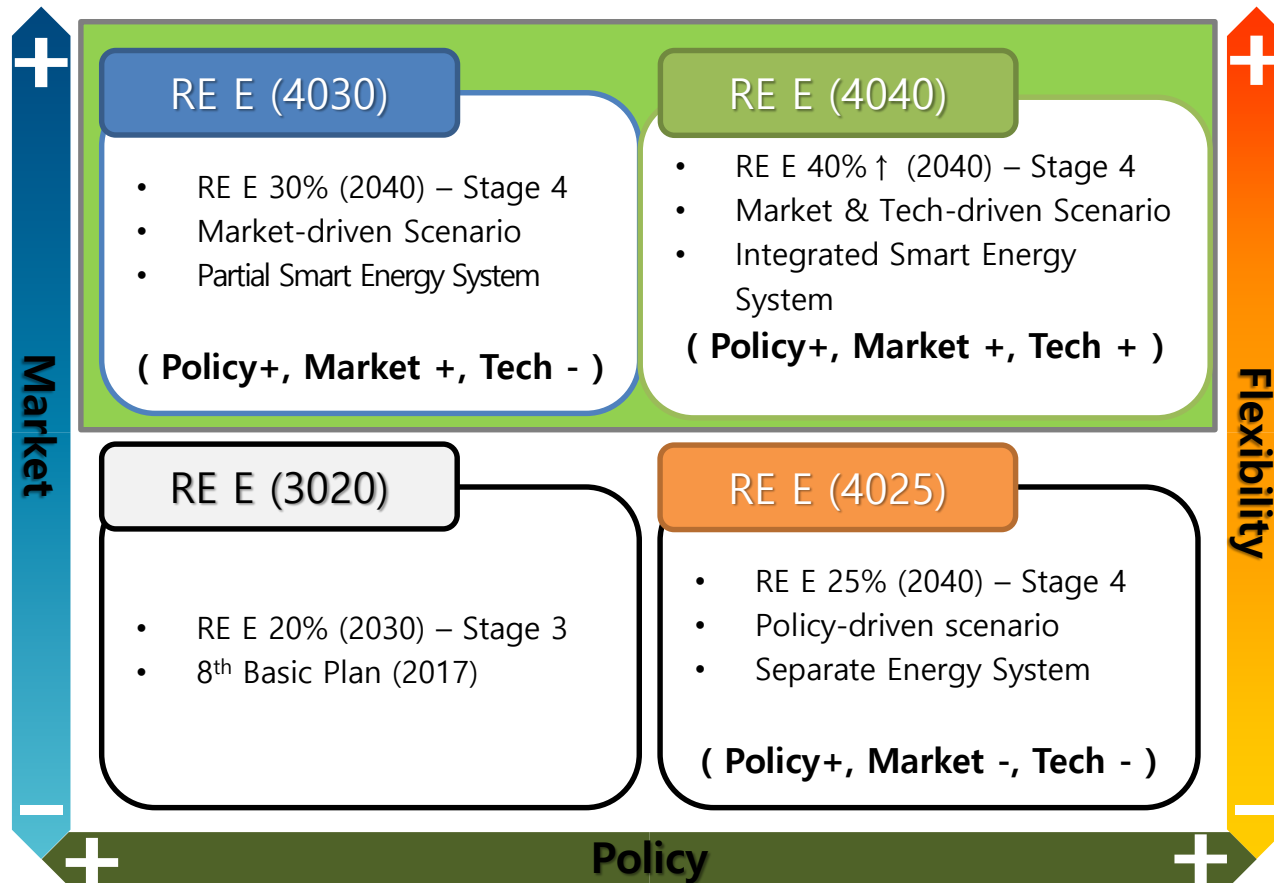 +
+
RE E (4030)
• RE E 30% (2040) – Stage 4
• Market-driven Scenario
• Partial Smart Energy System
( Policy+, Market +, Tech - )
RE E (4040)
• RE E 40%↑ (2040) – Stage 4
• Market & Tech-driven Scenario
• Integrated Smart Energy
System
( Policy+, Market +, Tech + )
Market
Flexibility
RE E (3020)
• RE E 20% (2030) – Stage 3
• 8th Basic Plan (2017)
RE E (4025)
• RE E 25% (2040) – Stage 4
• Policy-driven scenario
• Separate Energy System
( Policy+, Market -, Tech - )
−
−
+ Policy +